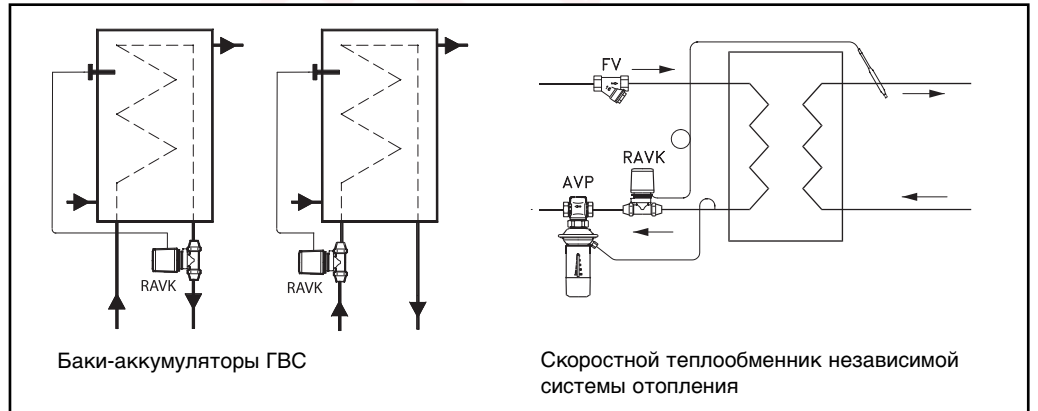 FV
RAVK
AVP
RAVK
RAVK
Баки-аккумуляторы ГВС
Скоростной теплообменник независимой
системы отопления